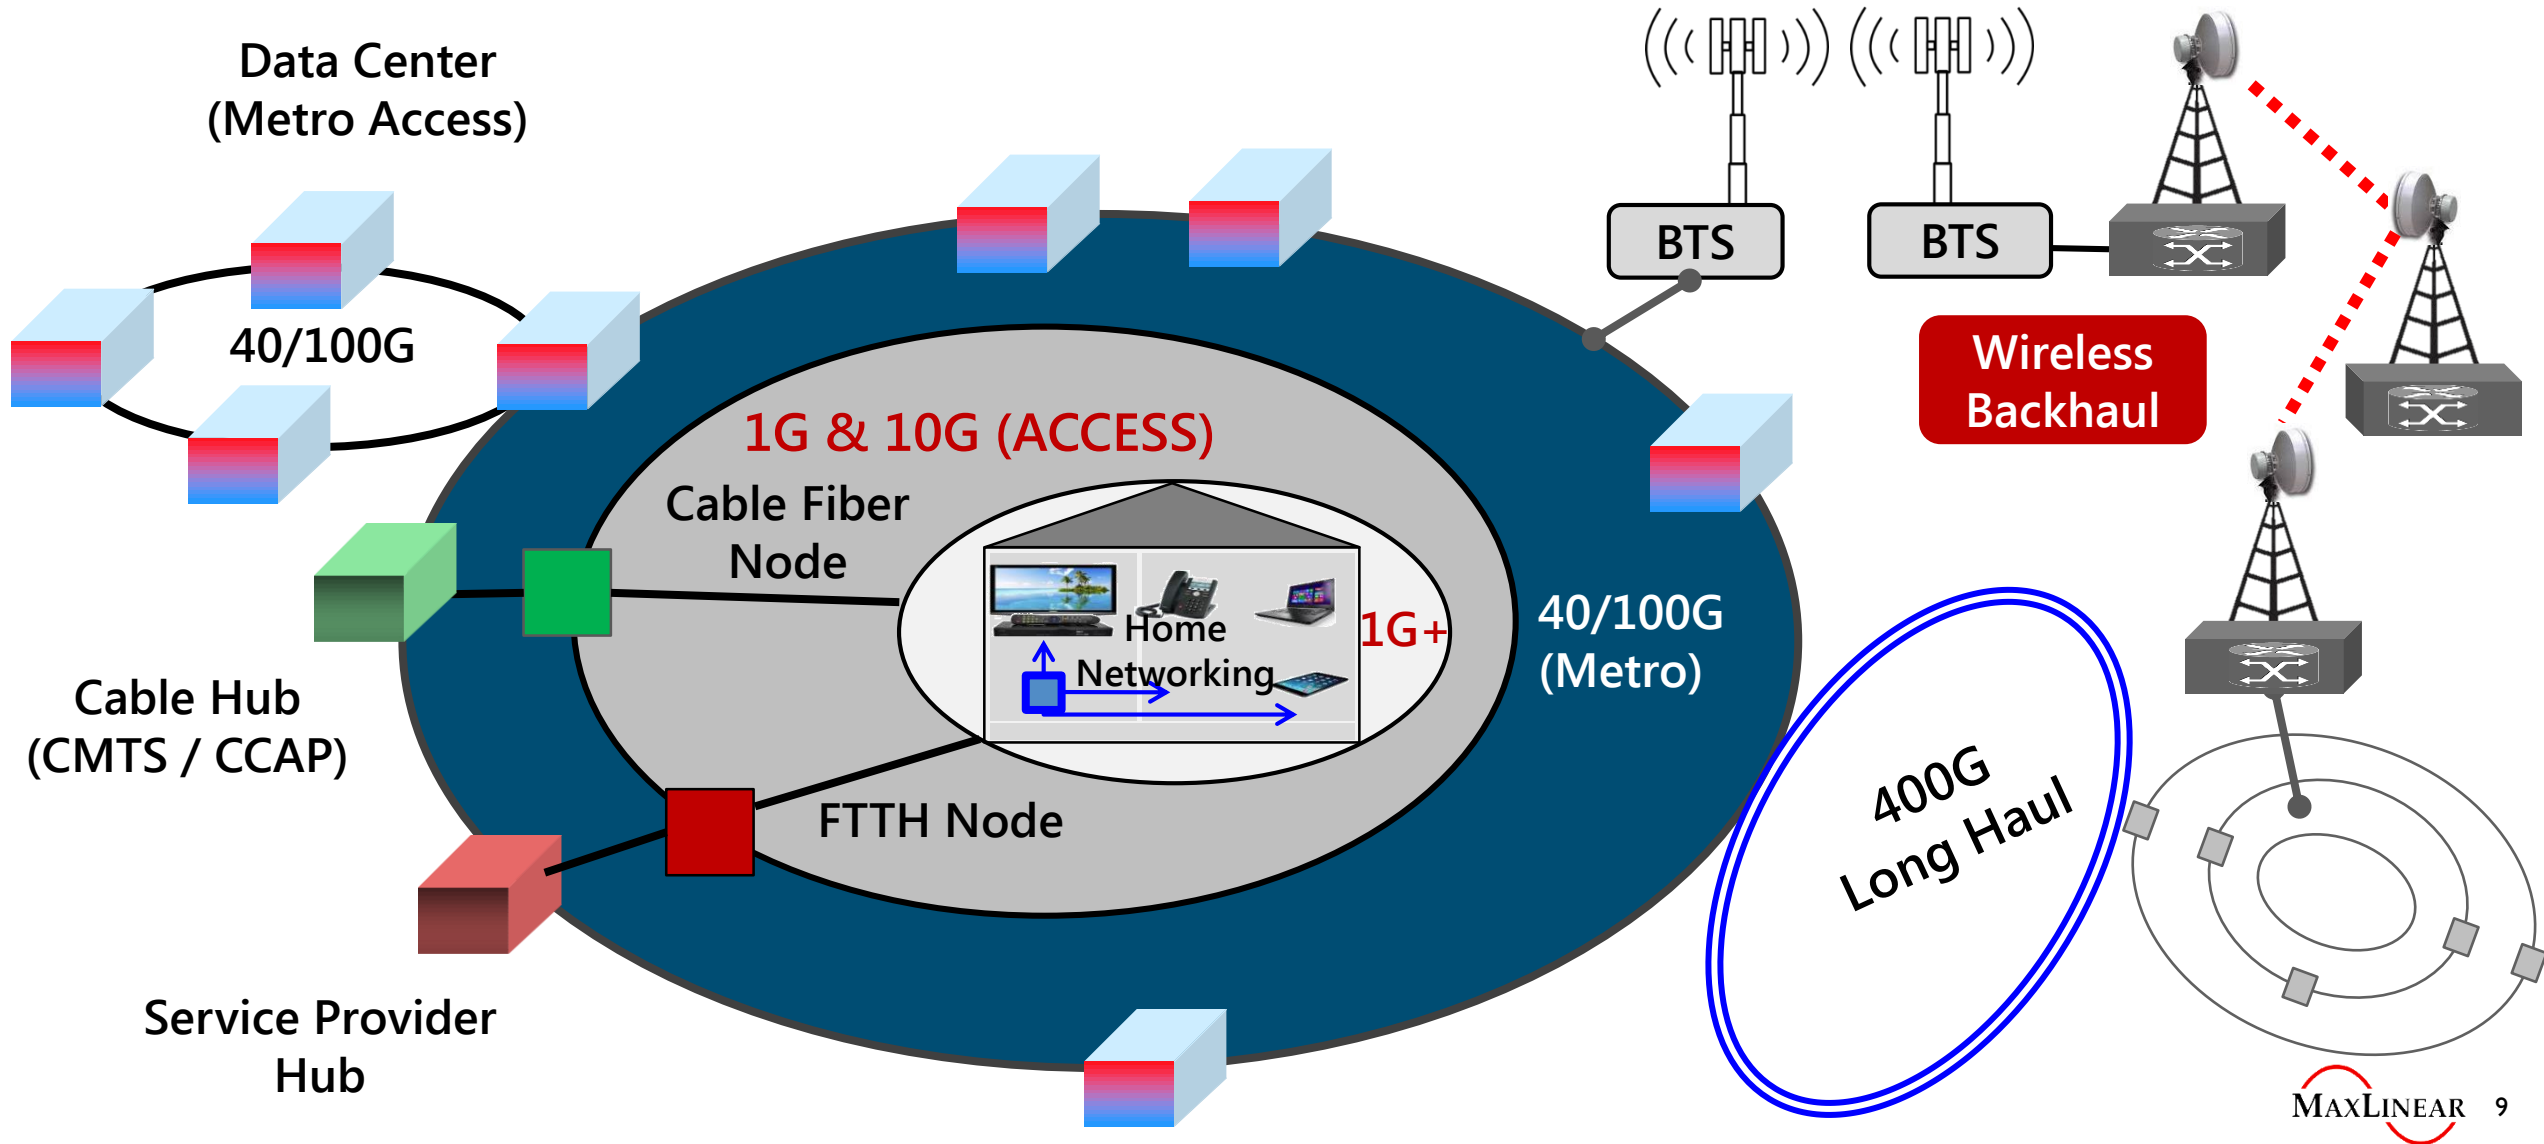 Data Center
(Metro Access)
40/100G
BTS
BTS
Wireless
Backhaul
1G & 10G (ACCESS)
Cable Fiber
Node
Home
Networking
1G+
40/100G
(Metro)
Cable Hub
(CMTS / CCAP)
FTTH Node
400G
Long Haul
Service Provider
Hub
MAXLINEAR 9